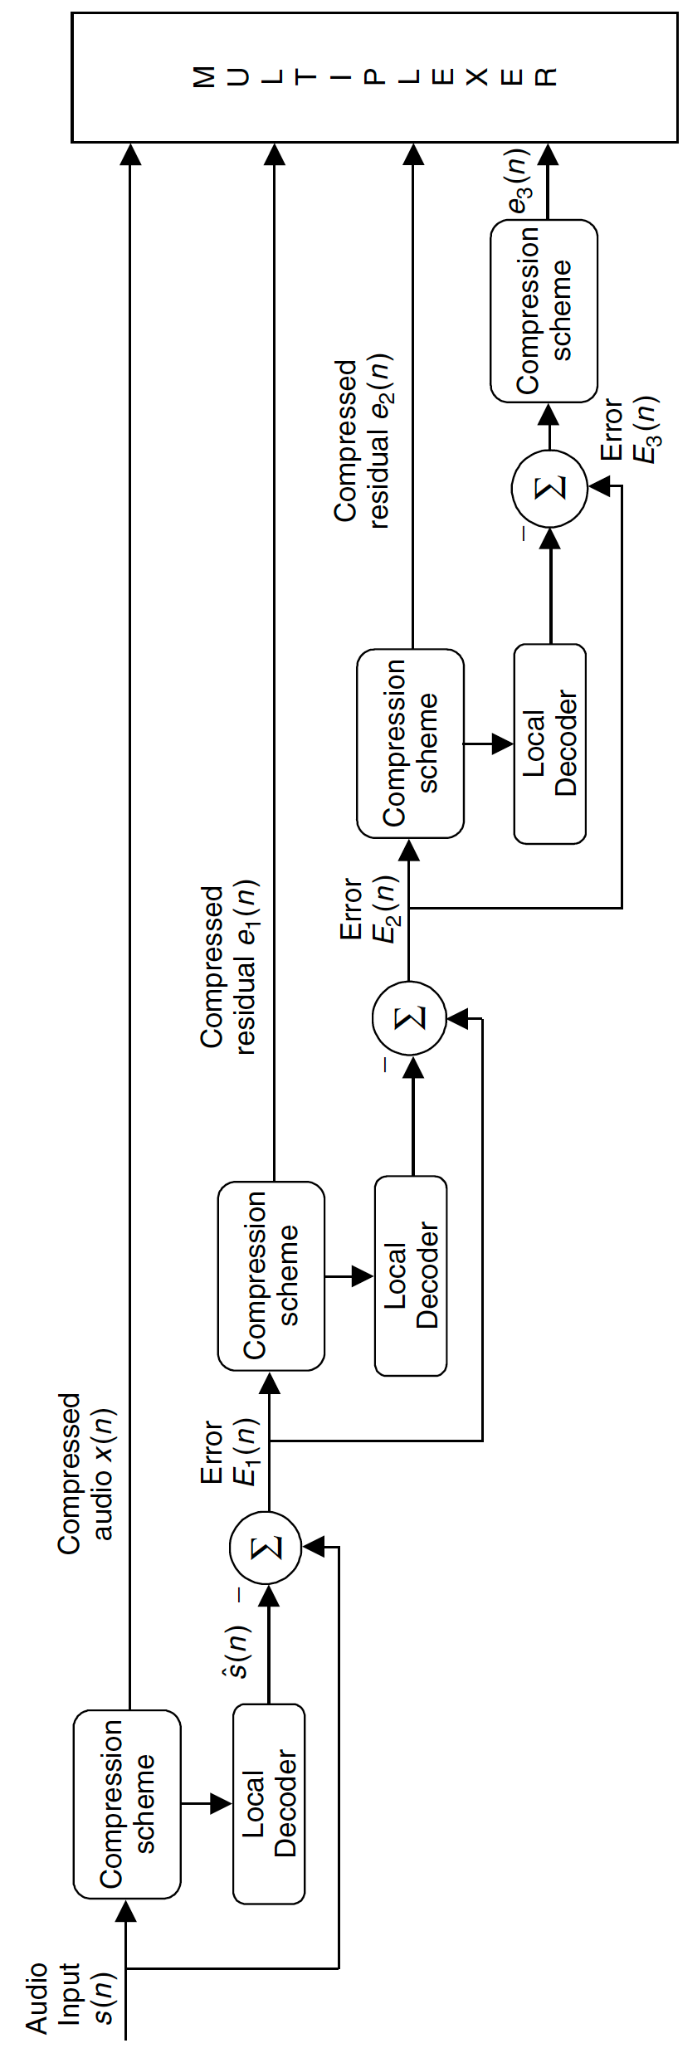 Audio
Input
s(n)
Compression
scheme
Local
Decoder
ŝ(n)
−
Σ
Compressed
audio x(n)
Error
E₁(n)
Compression
scheme
Local
Decoder
−
Σ
Compressed
residual e₁(n)
Error
E₂(n)
Compression
scheme
Local
Decoder
−
Σ
Compressed
residual e₂(n)
Error
E₃(n)
Compression
scheme
e₃(n)
MULTIPLEXER